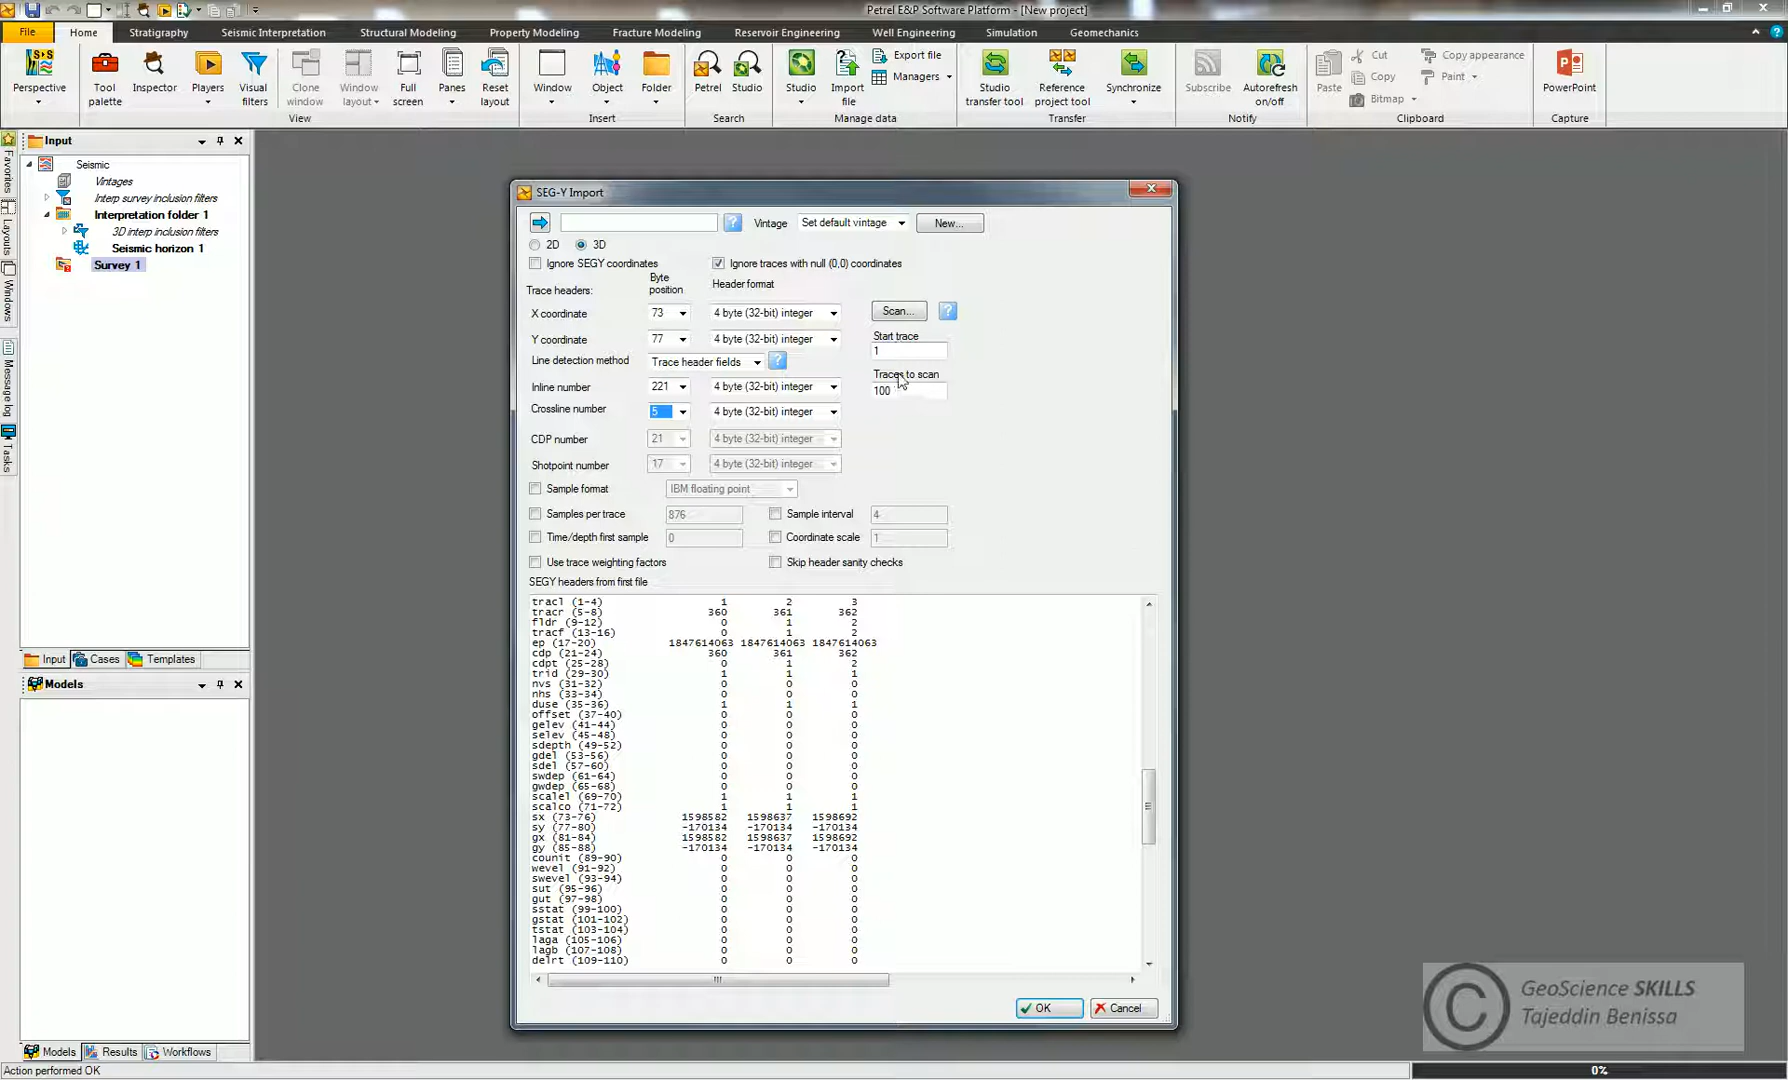 Petrel E&P Software Platform - [New project]
File Home Stratigraphy Seismic Interpretation Structural Modeling Property Modeling Fracture Modeling Reservoir Engineering Well Engineering Simulation Geomechanics
Perspective
Tool palette
Inspector
Players
Visual filters
Clone window
Window layout
Full screen
Panes
Reset layout
View
Window
Object
Folder
Insert
Petrel
Studio
Search
Studio
Import file
Export file
Managers
Manage data
Studio transfer tool
Reference project tool
Synchronize
Transfer
Subscribe
Autorefresh on/off
Notify
Paste
Cut
Copy
Bitmap
Copy appearance
Paint
Clipboard
PowerPoint
Capture
Favorites
Layouts
Windows
Message log
Tasks
Input
Seismic
Vintages
Interp survey inclusion filters
Interpretation folder 1
3D interp inclusion filters
Seismic horizon 1
Survey 1
Input Cases Templates
Models
Models Results Workflows
Action performed OK
0%
SEG-Y Import
Vintage Set default vintage New...
2D 3D
Ignore SEGY coordinates Ignore traces with null (0,0) coordinates
Trace headers: Byte position Header format
X coordinate 73 4 byte (32-bit) integer Scan...
Y coordinate 77 4 byte (32-bit) integer Start trace
1
Line detection method Trace header fields Traces to scan
Inline number 221 4 byte (32-bit) integer 100
Crossline number 5 4 byte (32-bit) integer
CDP number 21 4 byte (32-bit) integer
Shotpoint number 17 4 byte (32-bit) integer
Sample format IBM floating point
Samples per trace 876 Sample interval 4
Time/depth first sample 0 Coordinate scale 1
Use trace weighting factors Skip header sanity checks
SEGY headers from first file
tracl (1-4) 1 2 3
tracr (5-8) 360 361 362
fldr (9-12) 0 1 2
tracf (13-16) 0 1 2
ep (17-20) 1847614063 1847614063 1847614063
cdp (21-24) 360 361 362
cdpt (25-28) 0 1 2
trid (29-30) 1 1 1
nvs (31-32) 0 0 0
nhs (33-34) 0 0 0
duse (35-36) 1 1 1
offset (37-40) 0 0 0
gelev (41-44) 0 0 0
selev (45-48) 0 0 0
sdepth (49-52) 0 0 0
gdel (53-56) 0 0 0
sdel (57-60) 0 0 0
swdep (61-64) 0 0 0
gwdep (65-68) 0 0 0
scalel (69-70) 1 1 1
scalco (71-72) 1 1 1
sx (73-76) 1598582 1598637 1598692
sy (77-80) -170134 -170134 -170134
gx (81-84) 1598582 1598637 1598692
gy (85-88) -170134 -170134 -170134
counit (89-90) 0 0 0
wevel (91-92) 0 0 0
swevel (93-94) 0 0 0
sut (95-96) 0 0 0
gut (97-98) 0 0 0
sstat (99-100) 0 0 0
gstat (101-102) 0 0 0
tstat (103-104) 0 0 0
laga (105-106) 0 0 0
lagb (107-108) 0 0 0
delrt (109-110) 0 0 0
OK Cancel
© GeoScience SKILLS
Tajeddin Benissa